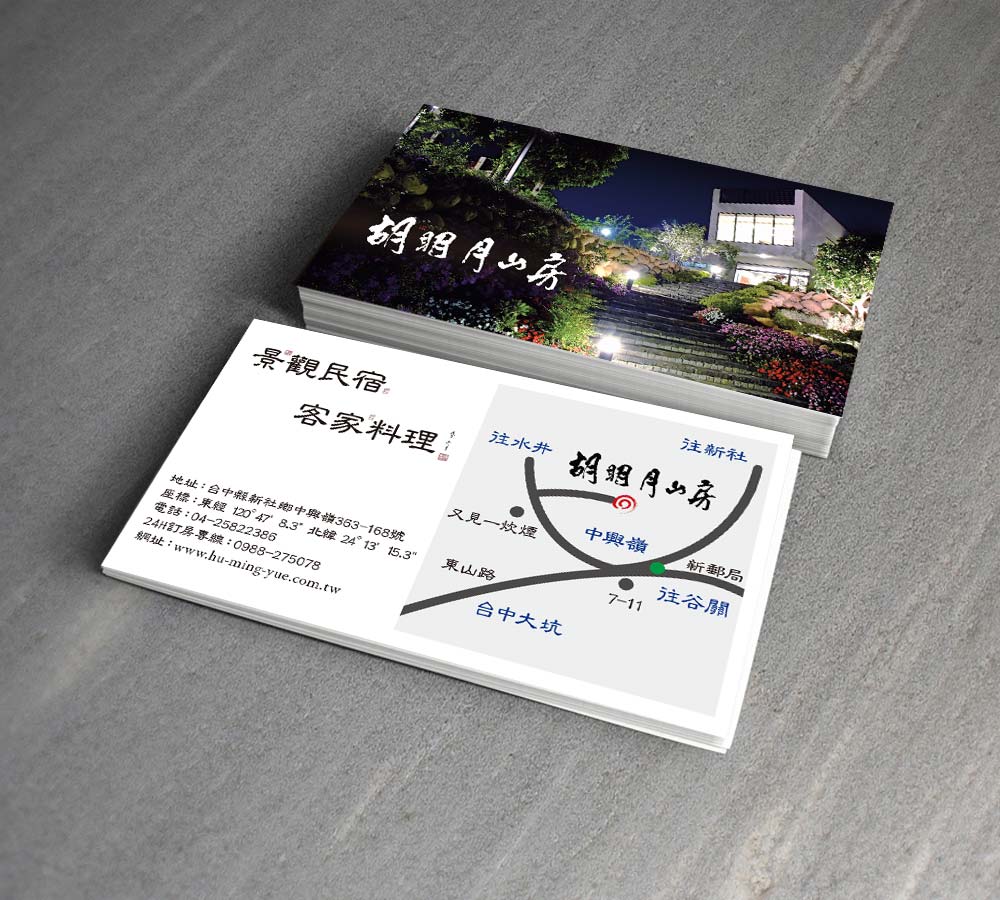 胡明月山房
景觀民宿
客家料理
地址：台中縣新社鄉中興嶺363-168號
座標：東經 120°47' 8.3" 北緯 24°13' 15.3"
電話：04-25822386
24H訂房專線：0988-275078
網址：www.hu-ming-yue.com.tw
往水井
往新社
胡明月山房
又見一炊煙
中興嶺
東山路
新郵局
7-11
往谷關
台中大坑